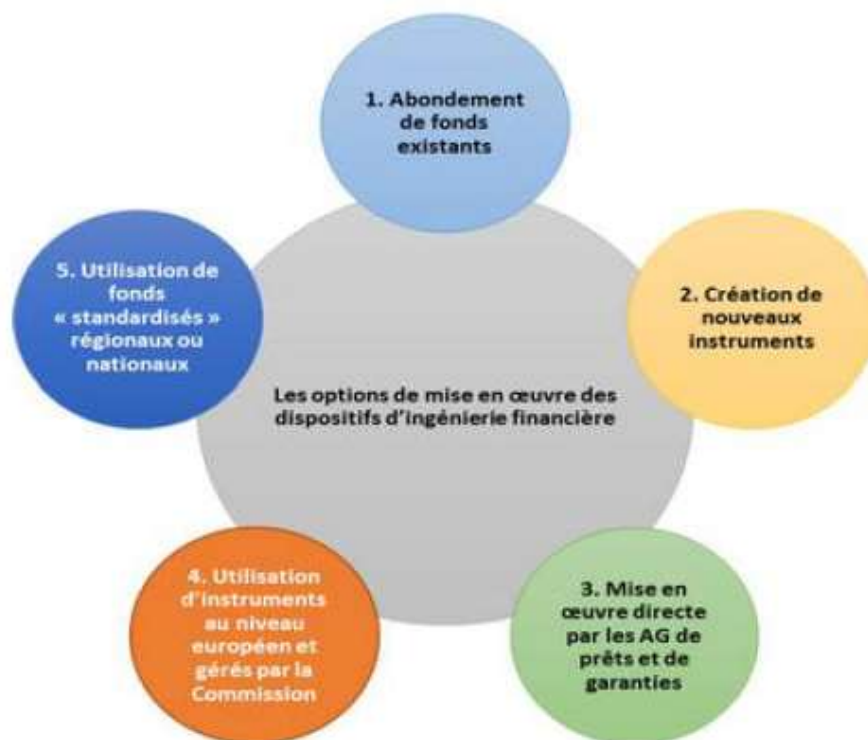 1. Abondement
de fonds
existants
2. Création de
nouveaux
instruments
3. Mise en
œuvre directe
par les AG de
prêts et de
garanties
4. Utilisation
d'instruments
au niveau
européen et
gérés par la
Commission
5. Utilisation de
fonds
« standardisés »
régionaux ou
nationaux
Les options de mise en œuvre des
dispositifs d'ingénierie financière